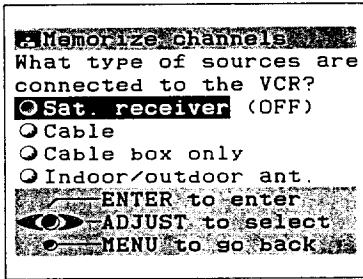 Memorize channels
What type of sources are
connected to the VCR?
Sat. receiver (OFF)
Cable
Cable box only
Indoor/outdoor ant.
ENTER to enter
ADJUST to select
MENU to go back